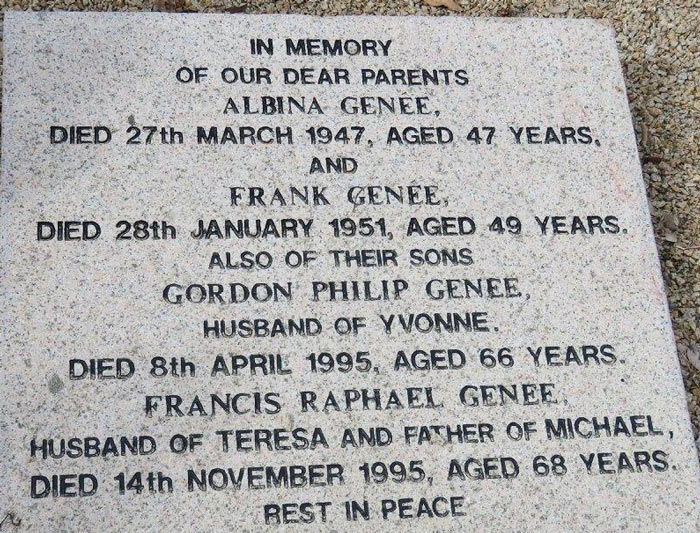 IN MEMORY
OF OUR DEAR PARENTS
ALBINA GENEE,
DIED 27th MARCH 1947, AGED 47 YEARS,
AND
FRANK GENEE,
DIED 28th JANUARY 1951, AGED 49 YEARS.
ALSO OF THEIR SONS
GORDON PHILIP GENEE,
HUSBAND OF YVONNE.
DIED 8th APRIL 1995, AGED 66 YEARS.
FRANCIS RAPHAEL GENEE,
HUSBAND OF TERESA AND FATHER OF MICHAEL,
DIED 14th NOVEMBER 1995, AGED 68 YEARS.
REST IN PEACE